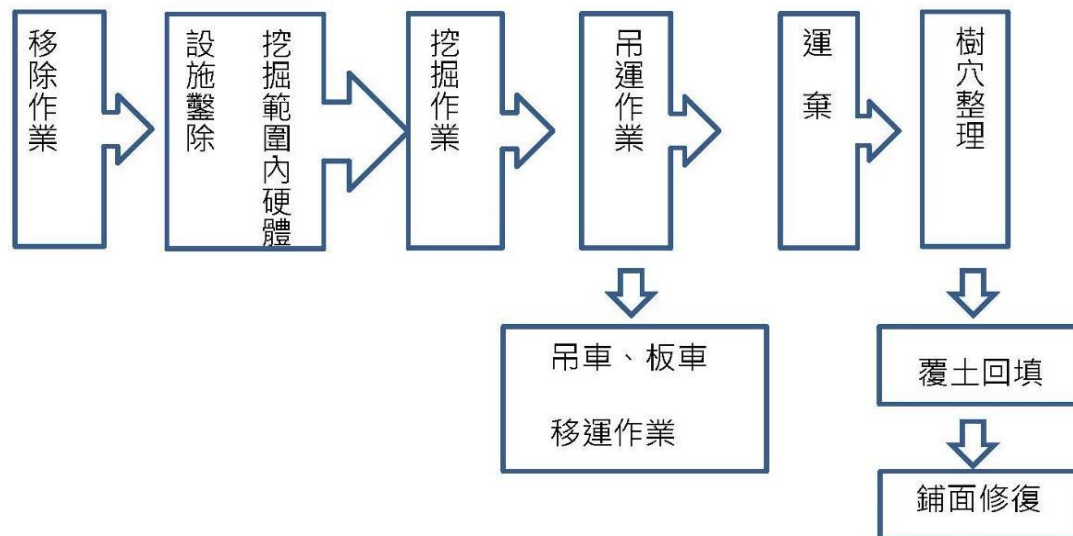 移除作業
挖掘範圍內硬體
設施鑿除
挖掘作業
吊運作業
運棄
樹穴整理
吊車、板車
移運作業
覆土回填
鋪面修復